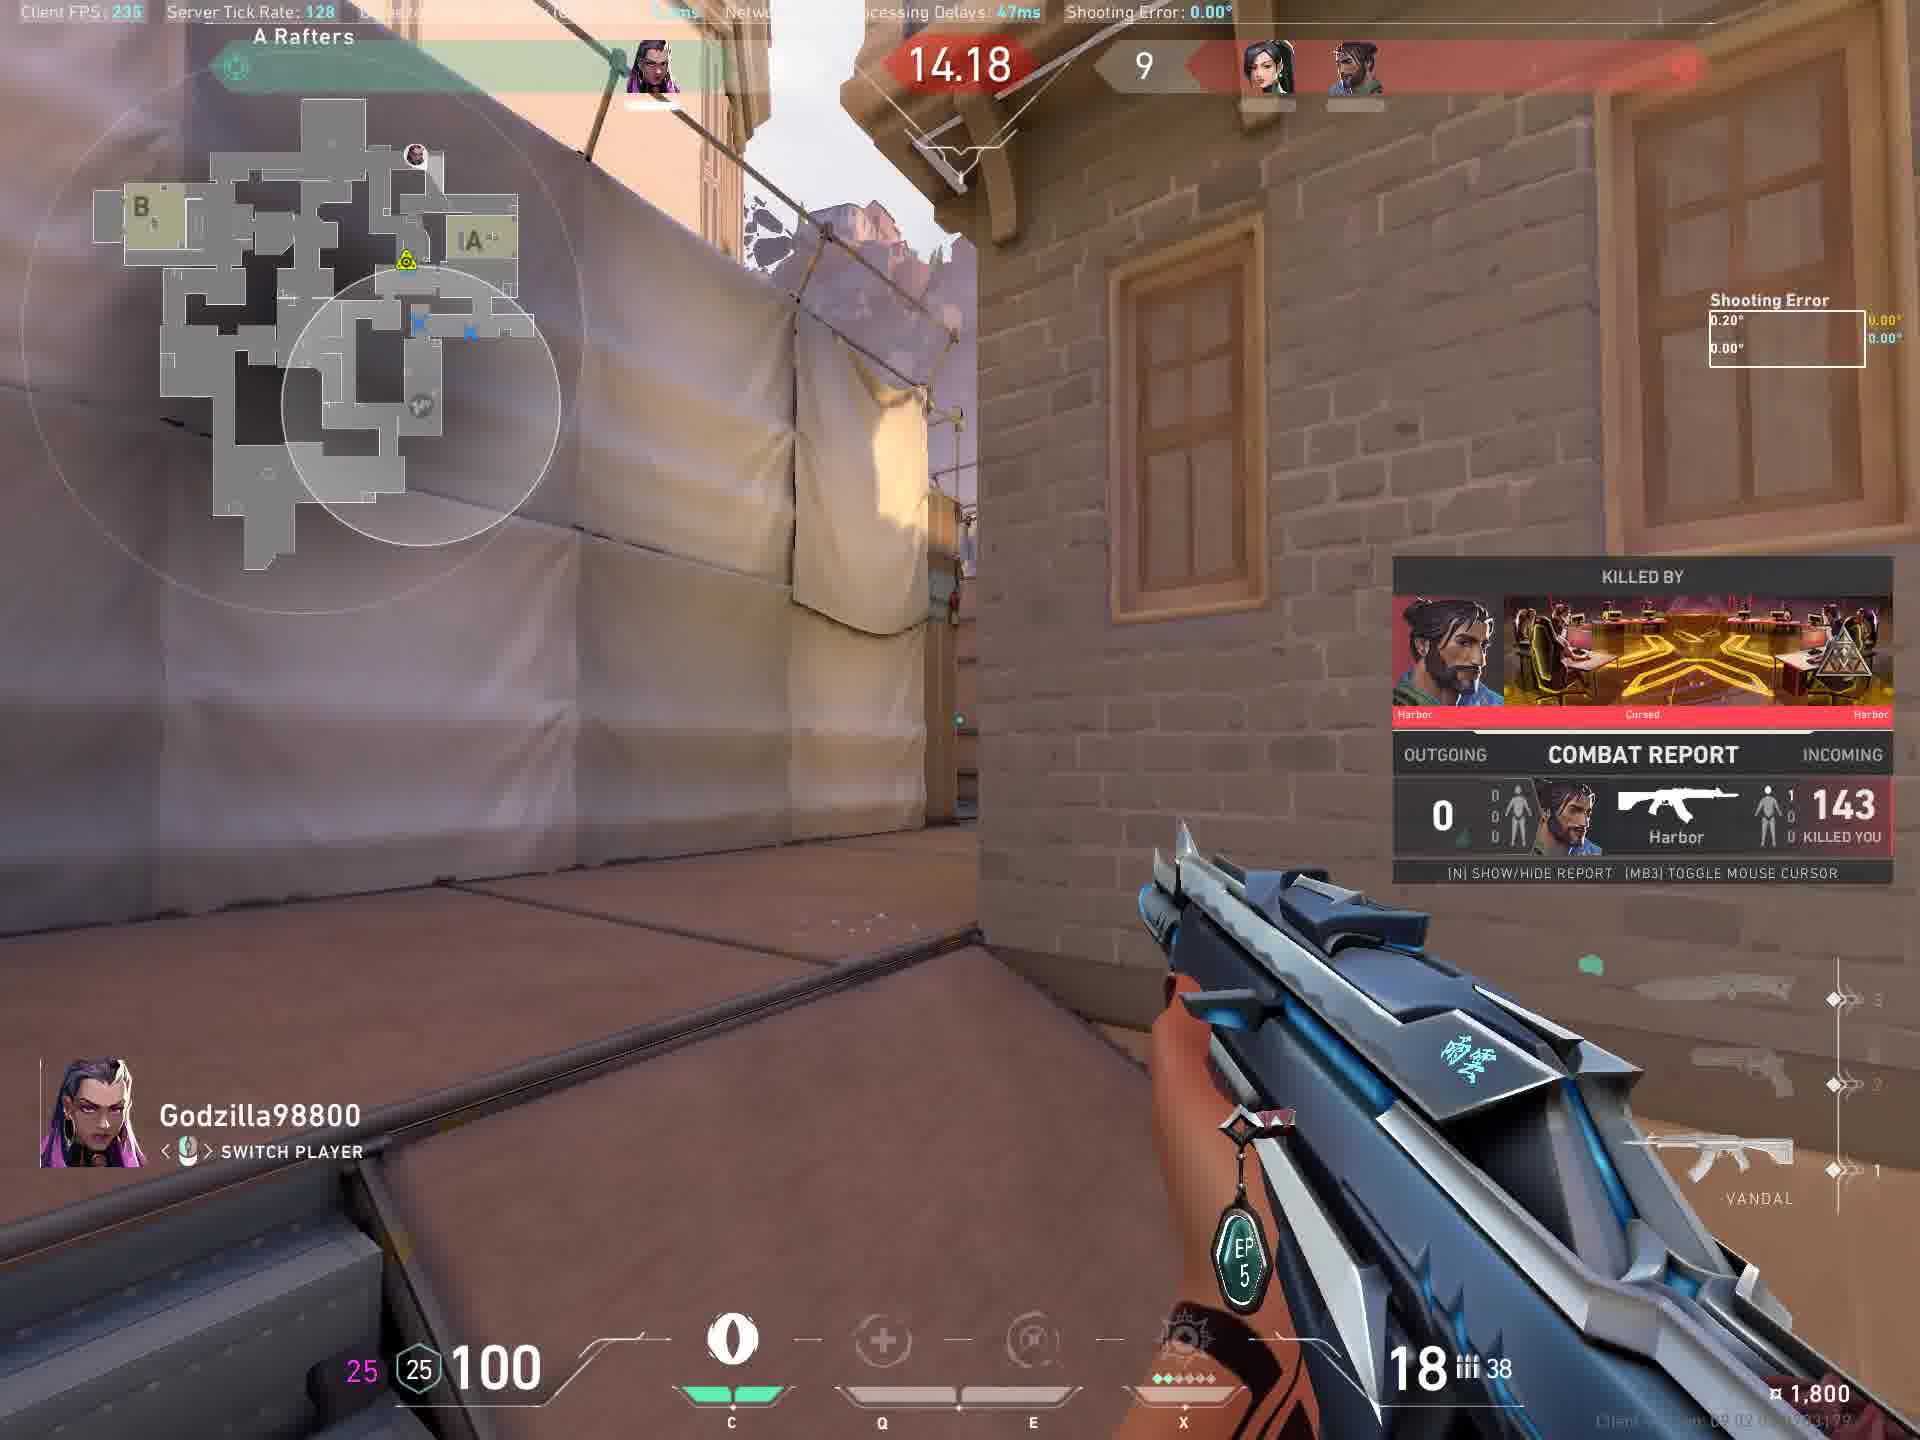 Client FPS: 235
Server Tick Rate: 128
Shooting Error: 0.00°
47ms
A Rafters
14.18
9
B
A
Shooting Error
0.20°
0.00°
0.00°
0.00°
KILLED BY
Harbor
Cursed
Harbor
OUTGOING
COMBAT REPORT
INCOMING
0
0
0
0
Harbor
1
0
0
143
KILLED YOU
[N] SHOW/HIDE REPORT [MB3] TOGGLE MOUSE CURSOR
3
2
1
VANDAL
Godzilla98800
< > SWITCH PLAYER
EP
5
25
25
100
C
Q
E
X
18
38
¤ 1,800